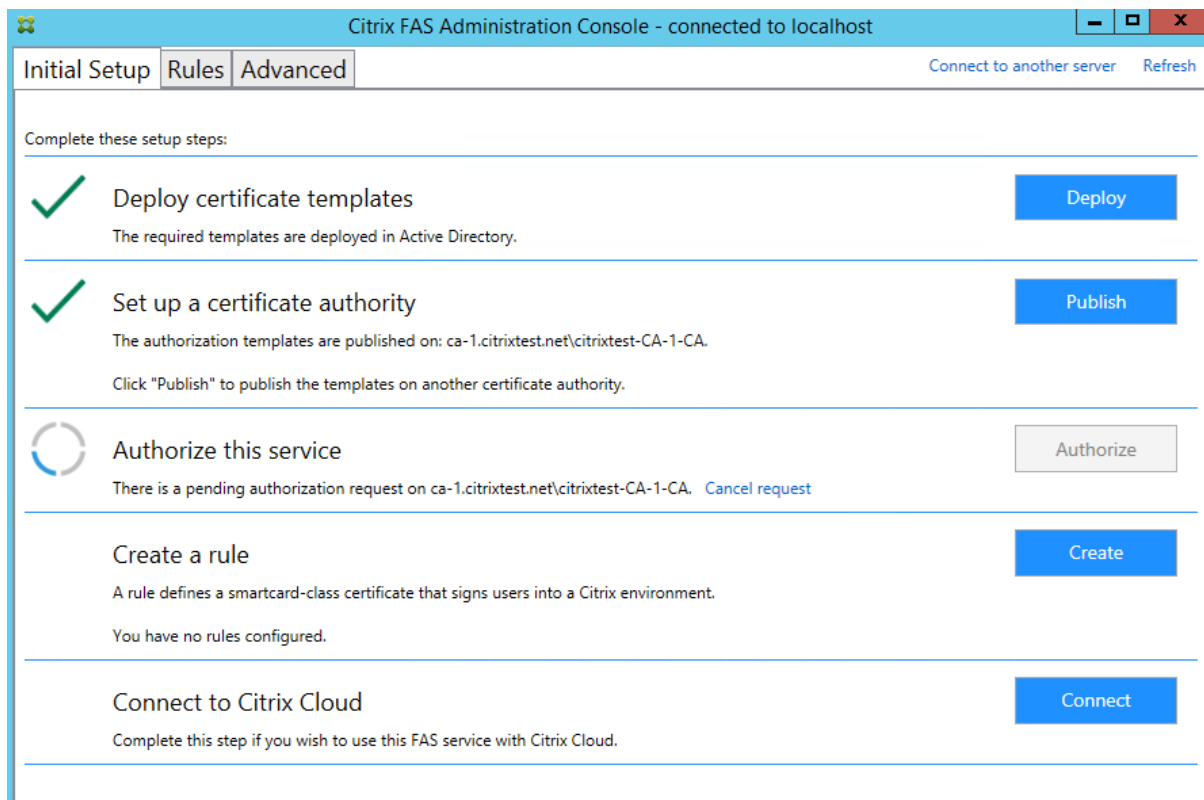 Citrix FAS Administration Console - connected to localhost
Initial Setup Rules Advanced Connect to another server Refresh
Complete these setup steps:
Deploy certificate templates Deploy
The required templates are deployed in Active Directory.
Set up a certificate authority Publish
The authorization templates are published on: ca-1.citrixtest.net\citrixtest-CA-1-CA.
Click "Publish" to publish the templates on another certificate authority.
Authorize this service Authorize
There is a pending authorization request on ca-1.citrixtest.net\citrixtest-CA-1-CA. Cancel request
Create a rule Create
A rule defines a smartcard-class certificate that signs users into a Citrix environment.
You have no rules configured.
Connect to Citrix Cloud Connect
Complete this step if you wish to use this FAS service with Citrix Cloud.